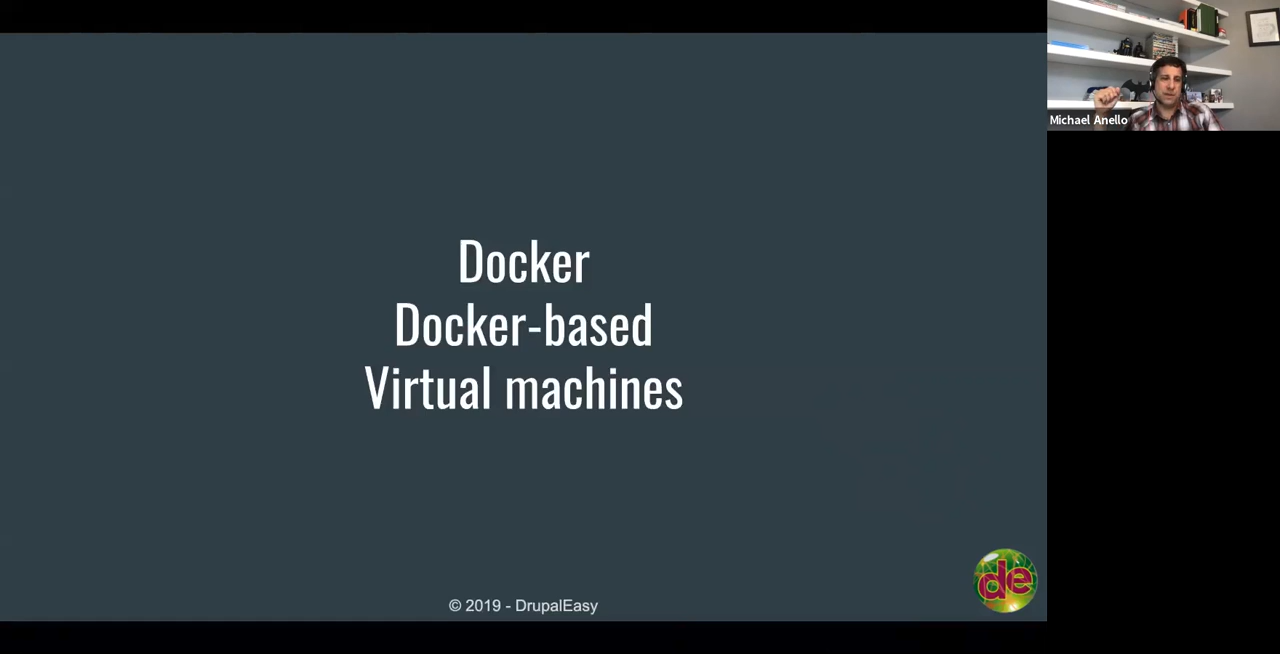 Docker
Docker-based
Virtual machines
© 2019 - DrupalEasy
de
Michael Anello